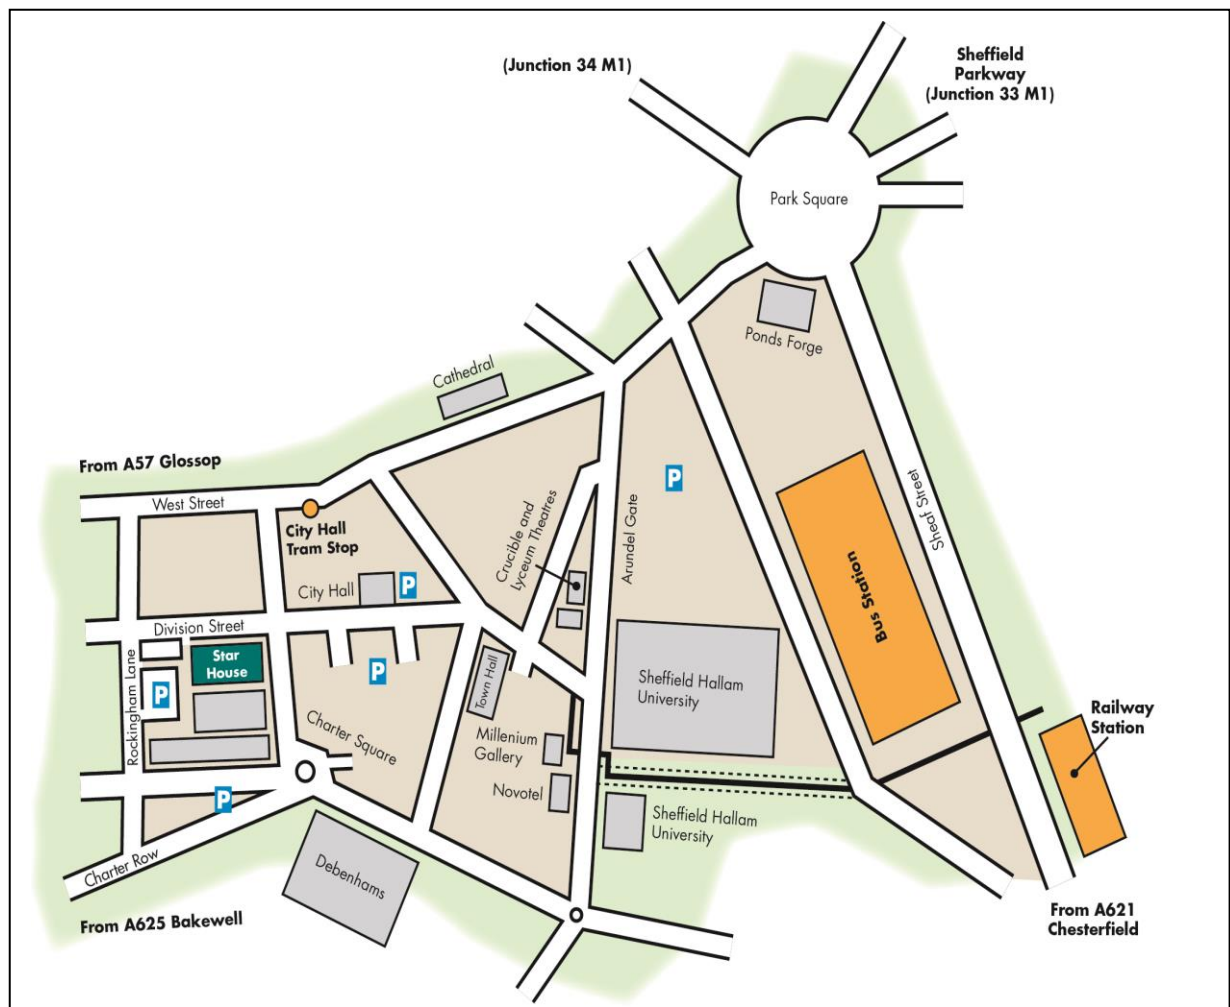 (Junction 34 M1)
Sheffield
Parkway
(Junction 33 M1)
Park Square
Ponds Forge
Cathedral
From A57 Glossop
West Street
City Hall
Tram Stop
City Hall
P
P
Crucible and
Lyceum Theatres
Arundel Gate
Sheaf Street
Bus Station
Division Street
Star
House
Rockingham Lane
P
P
Charter Square
Town Hall
Sheffield Hallam
University
Millenium
Gallery
Novotel
Railway
Station
Sheffield Hallam
University
P
Charter Row
Debenhams
From A625 Bakewell
From A621
Chesterfield